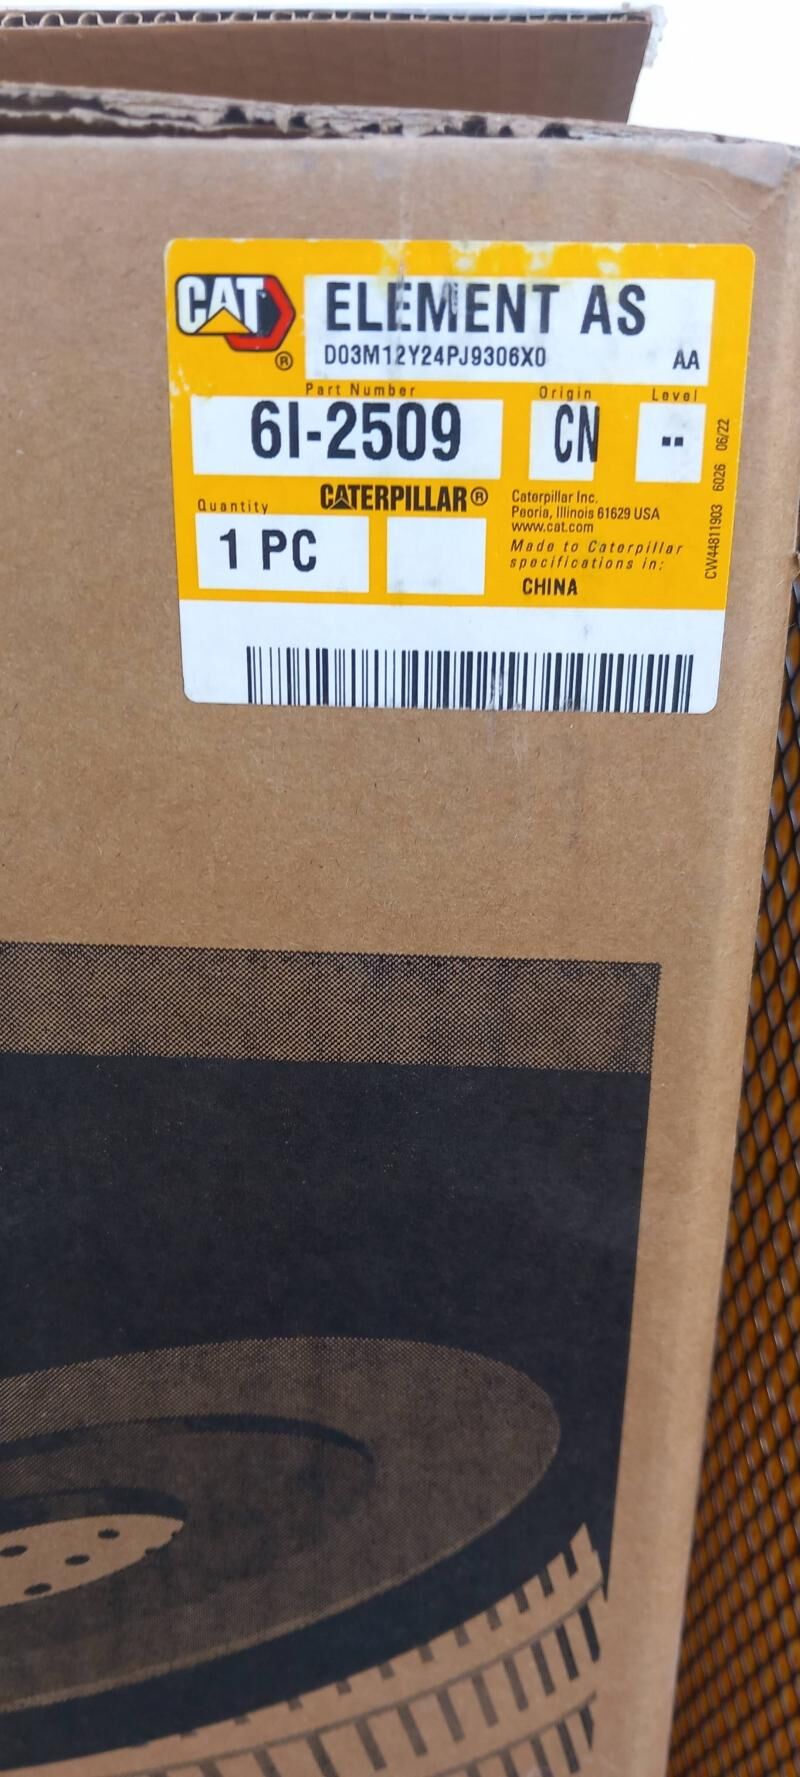 CAT ®
ELEMENT AS
D03M12Y24PJ9306X0 AA
Part Number Origin Level
6I-2509 CN --
Quantity CATERPILLAR®
1 PC
Caterpillar Inc.
Peoria, Illinois 61629 USA
www.cat.com
Made to Caterpillar
specifications in:
CHINA
CW44811903 6026 06/22